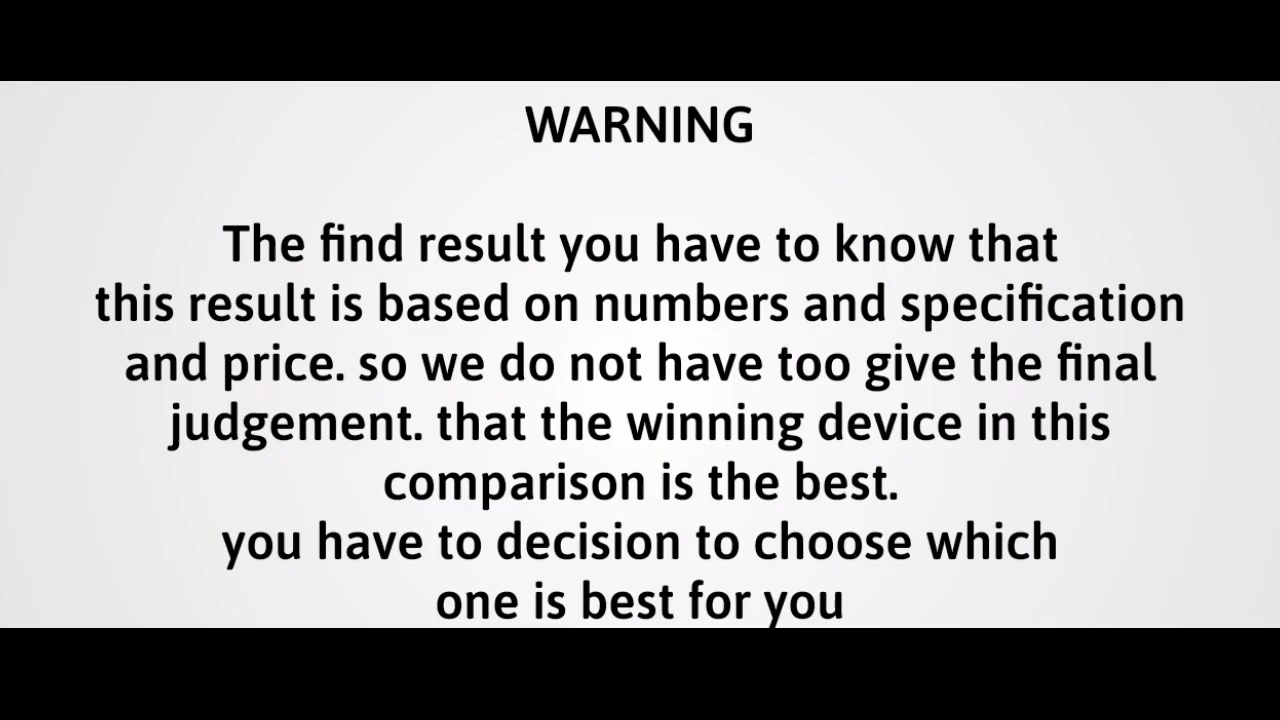 WARNING
The find result you have to know that
this result is based on numbers and specification
and price. so we do not have too give the final
judgement. that the winning device in this
comparison is the best.
you have to decision to choose which
one is best for you